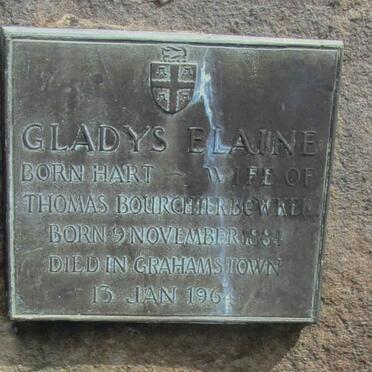 GLADYS ELAINE
BORN HART ~ WIFE OF
THOMAS BOURCHIER BOWKER
BORN 9 NOVEMBER 1884
DIED IN GRAHAMSTOWN
13 JAN 1964